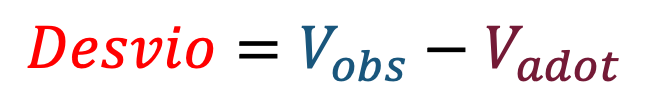 Desvio = V_obs − V_adot